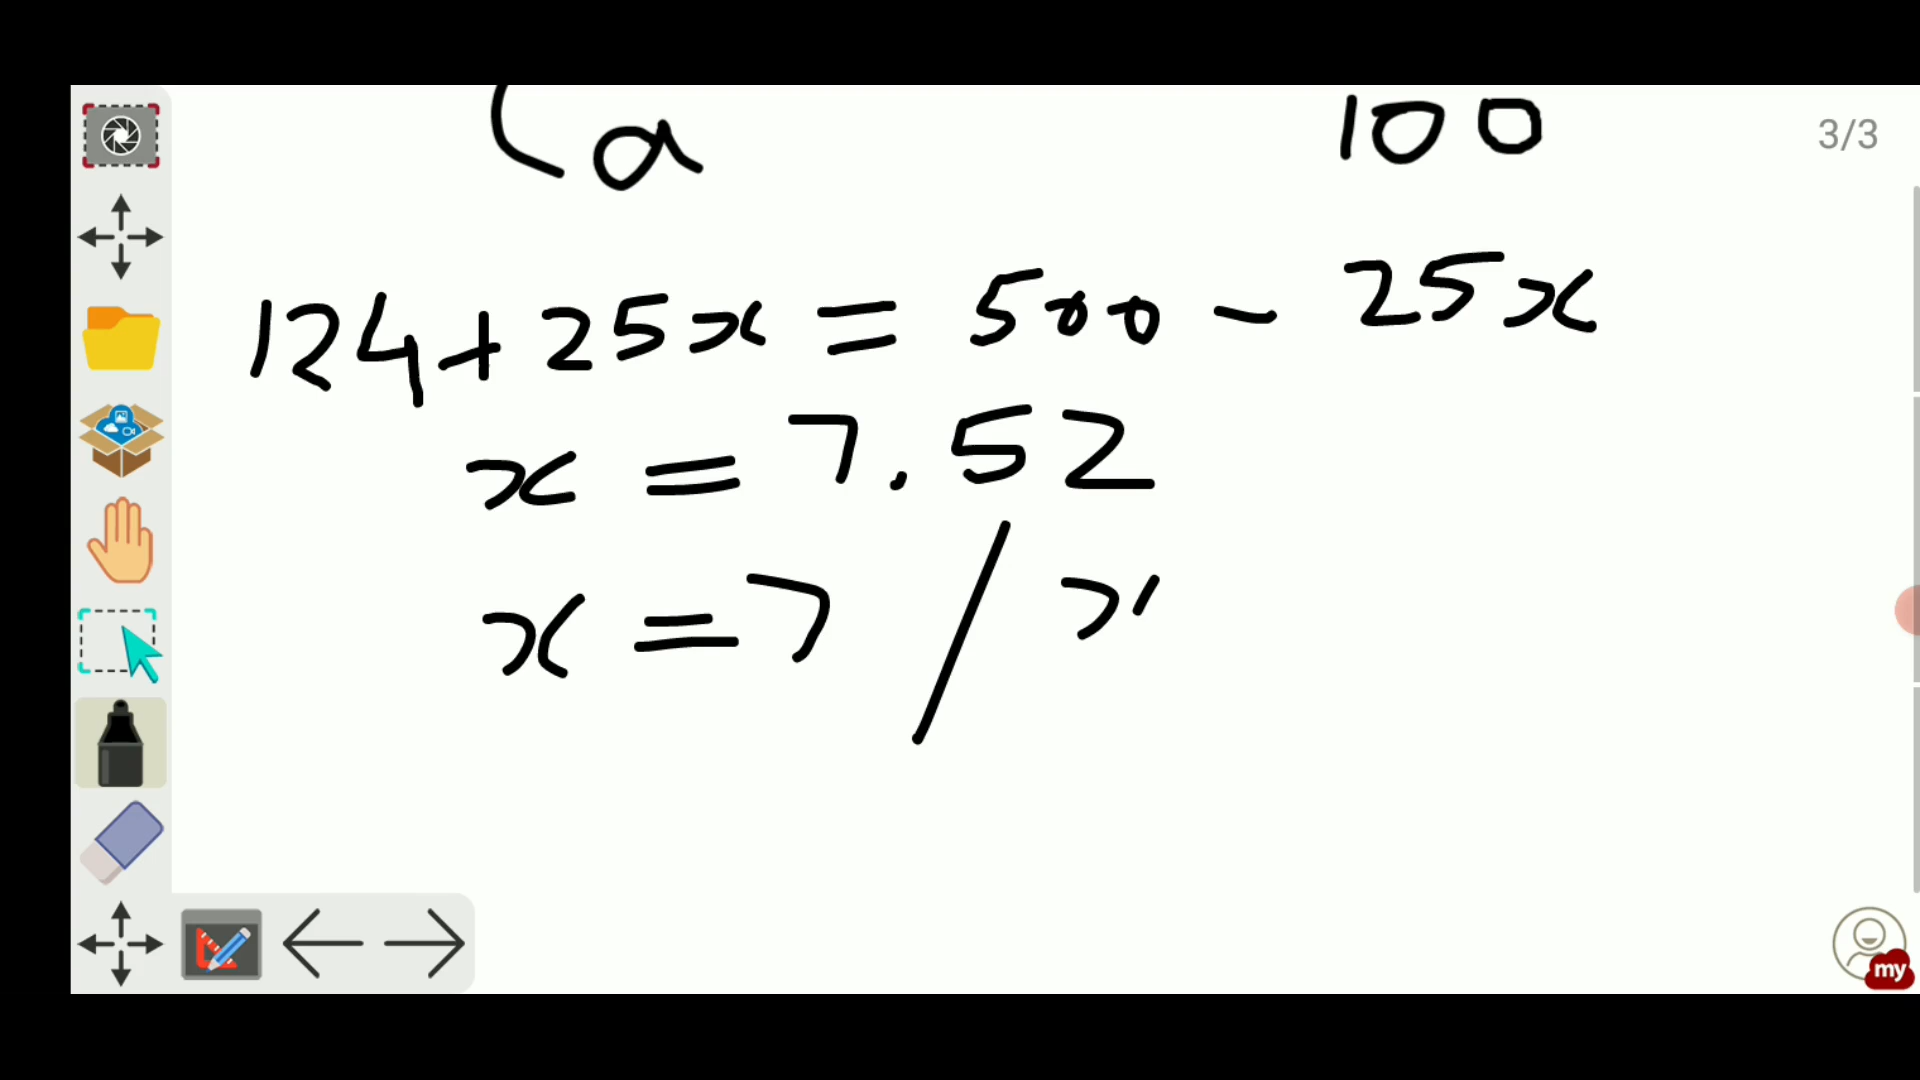 Ca 100
3/3
124+25x = 500 - 25x
x = 7.52
x = 7 / x
my